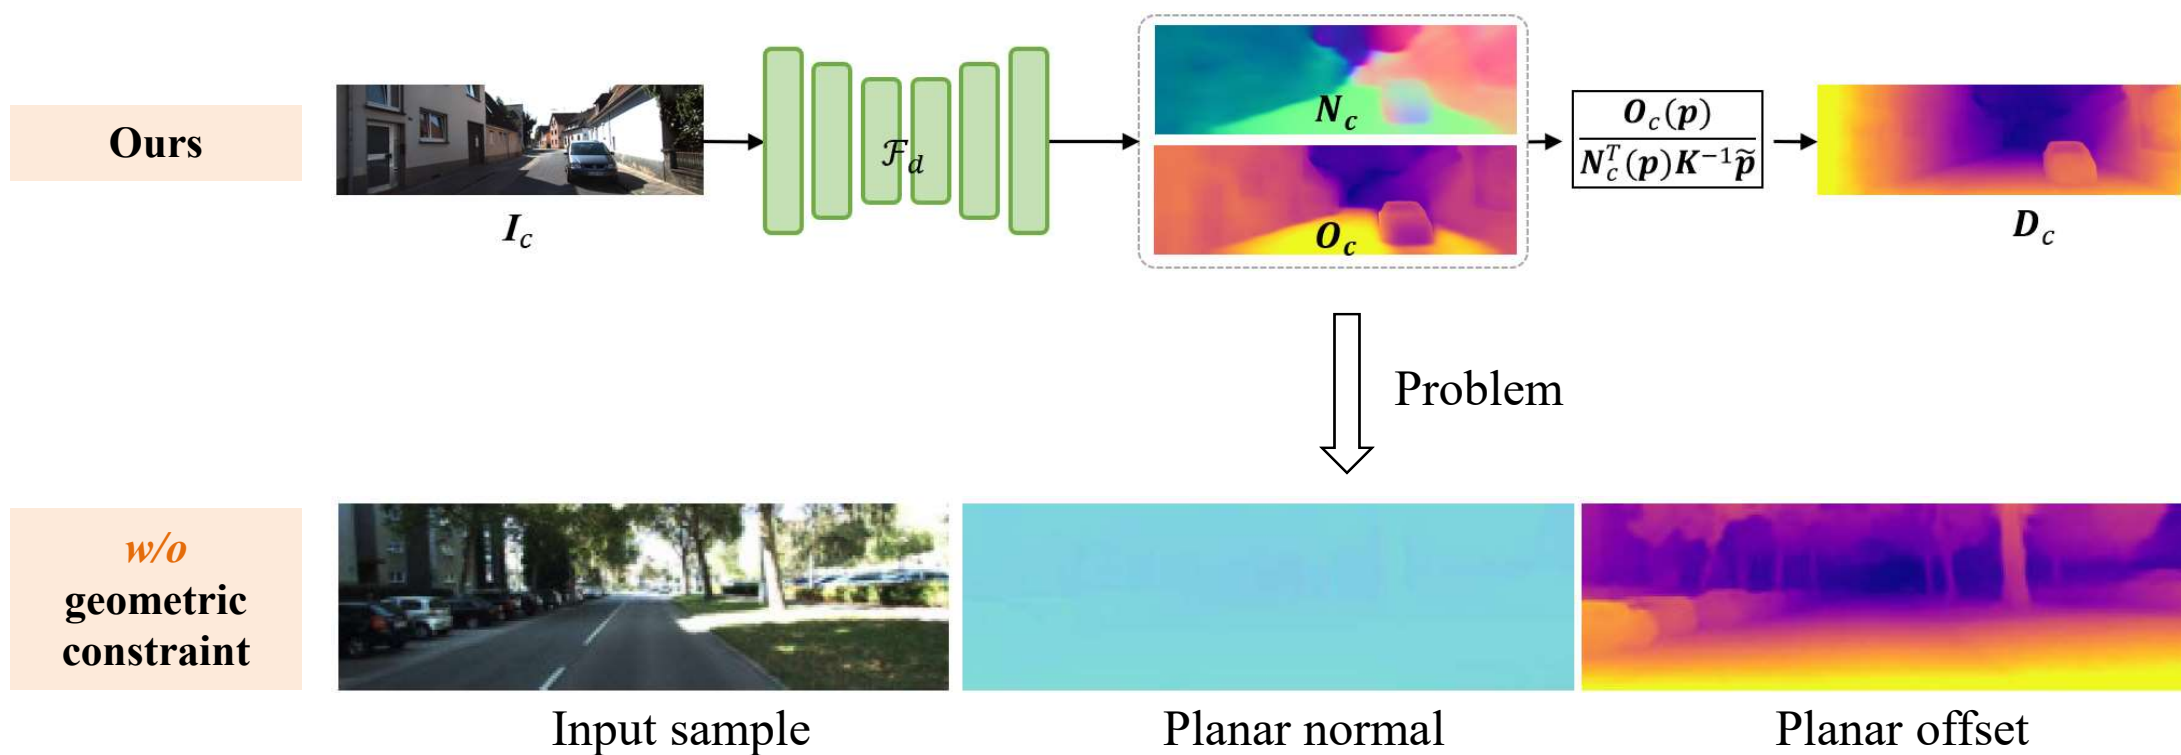 Ours
I_c
ℱ_d
N_c
O_c
O_c(p)
N_c^T(p)K^{-1}p̃
D_c
Problem
w/o
geometric
constraint
Input sample
Planar normal
Planar offset